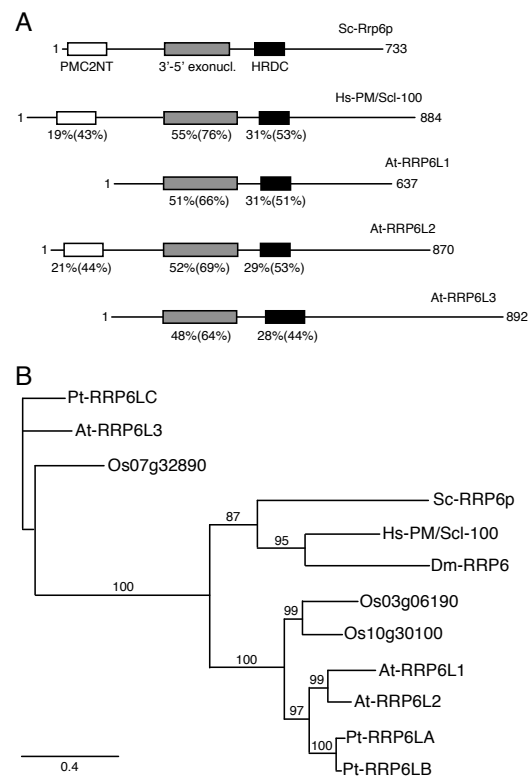 A
Sc-Rrp6p
1 733
PMC2NT 3'-5' exonucl. HRDC
Hs-PM/Scl-100
1 884
19%(43%) 55%(76%) 31%(53%)
At-RRP6L1
1 637
51%(66%) 31%(51%)
At-RRP6L2
1 870
21%(44%) 52%(69%) 29%(53%)
At-RRP6L3
1 892
48%(64%) 28%(44%)
B
Pt-RRP6LC
At-RRP6L3
Os07g32890
Sc-RRP6p
87
Hs-PM/Scl-100
95
Dm-RRP6
100
Os03g06190
99
Os10g30100
100
At-RRP6L1
99
At-RRP6L2
97
Pt-RRP6LA
100
Pt-RRP6LB
0.4